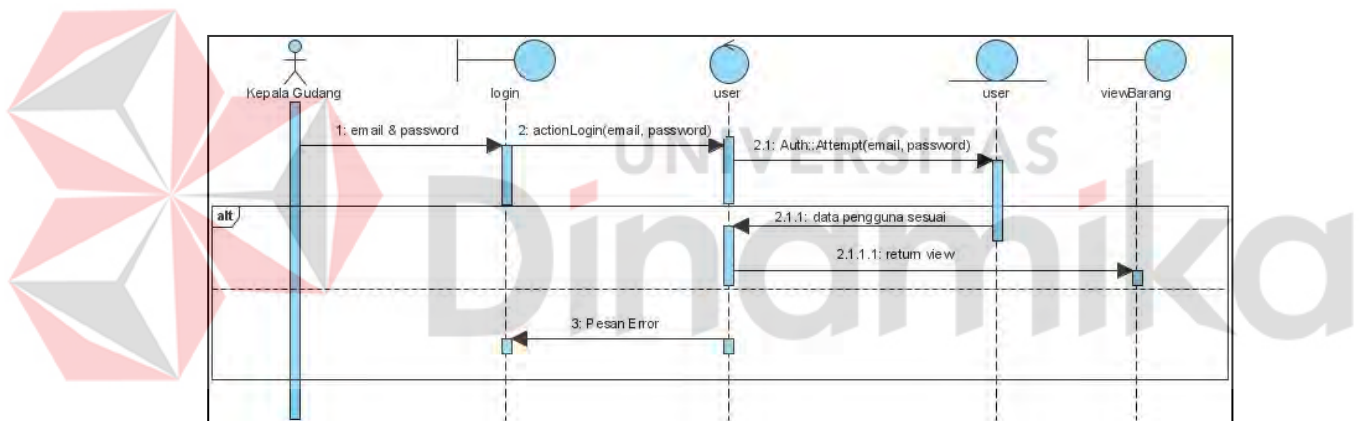 Kepala Gudang
login
user
user
viewBarang
1: email & password
2: actionLogin(email, password)
2.1: Auth::Attempt(email, password)
UNIVERSITAS
Dinamika
alt
2.1.1: data pengguna sesuai
2.1.1.1: return view
3: Pesan Error